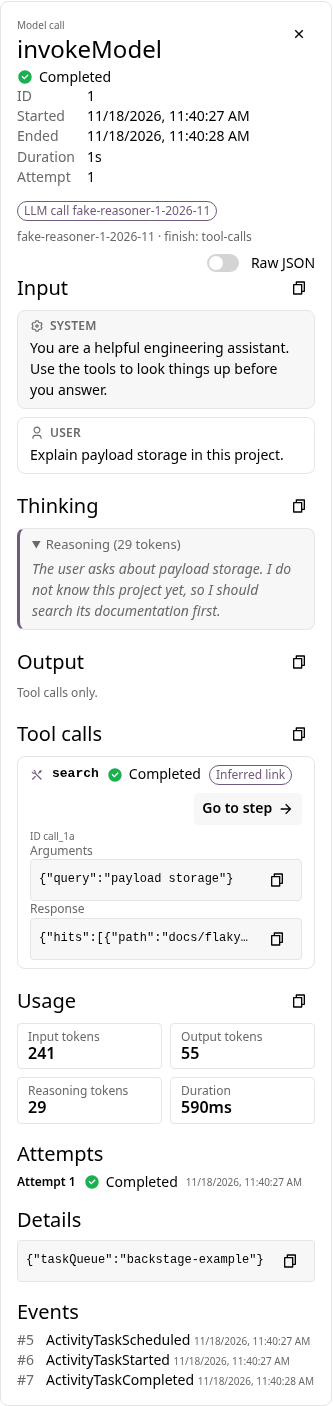 Model call
invokeModel
Completed
ID 1
Started 11/18/2026, 11:40:27 AM
Ended 11/18/2026, 11:40:28 AM
Duration 1s
Attempt 1
LLM call fake-reasoner-1-2026-11
fake-reasoner-1-2026-11 · finish: tool-calls
Raw JSON
Input
SYSTEM
You are a helpful engineering assistant.
Use the tools to look things up before
you answer.
USER
Explain payload storage in this project.
Thinking
Reasoning (29 tokens)
The user asks about payload storage. I do
not know this project yet, so I should
search its documentation first.
Output
Tool calls only.
Tool calls
search Completed Inferred link
Go to step →
ID call_1a
Arguments
{"query":"payload storage"}
Response
{"hits":[{"path":"docs/flaky…
Usage
Input tokens Output tokens
241 55
Reasoning tokens Duration
29 590ms
Attempts
Attempt 1 Completed 11/18/2026, 11:40:27 AM
Details
{"taskQueue":"backstage-example"}
Events
#5 ActivityTaskScheduled 11/18/2026, 11:40:27 AM
#6 ActivityTaskStarted 11/18/2026, 11:40:27 AM
#7 ActivityTaskCompleted 11/18/2026, 11:40:28 AM